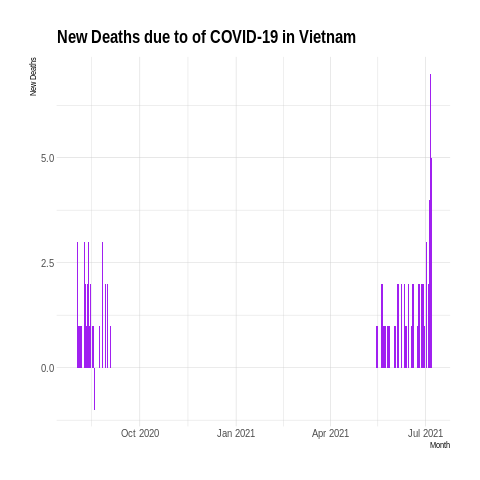 New Deaths due to of COVID-19 in Vietnam
New Deaths
5.0
2.5
0.0
Oct 2020 Jan 2021 Apr 2021 Jul 2021
Month